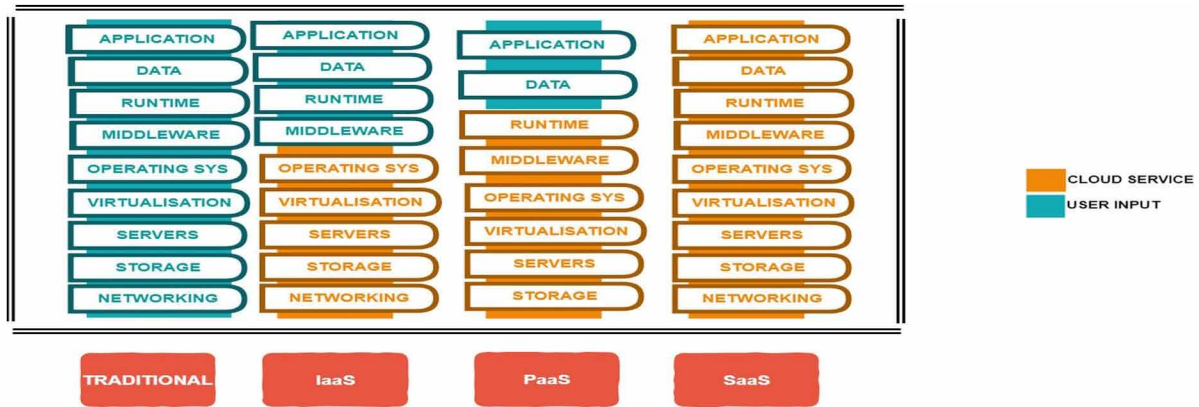 APPLICATION
DATA
RUNTIME
MIDDLEWARE
OPERATING SYS
VIRTUALISATION
SERVERS
STORAGE
NETWORKING
TRADITIONAL
APPLICATION
DATA
RUNTIME
MIDDLEWARE
OPERATING SYS
VIRTUALISATION
SERVERS
STORAGE
NETWORKING
IaaS
APPLICATION
DATA
RUNTIME
MIDDLEWARE
OPERATING SYS
VIRTUALISATION
SERVERS
STORAGE
PaaS
APPLICATION
DATA
RUNTIME
MIDDLEWARE
OPERATING SYS
VIRTUALISATION
SERVERS
STORAGE
NETWORKING
SaaS
CLOUD SERVICE
USER INPUT